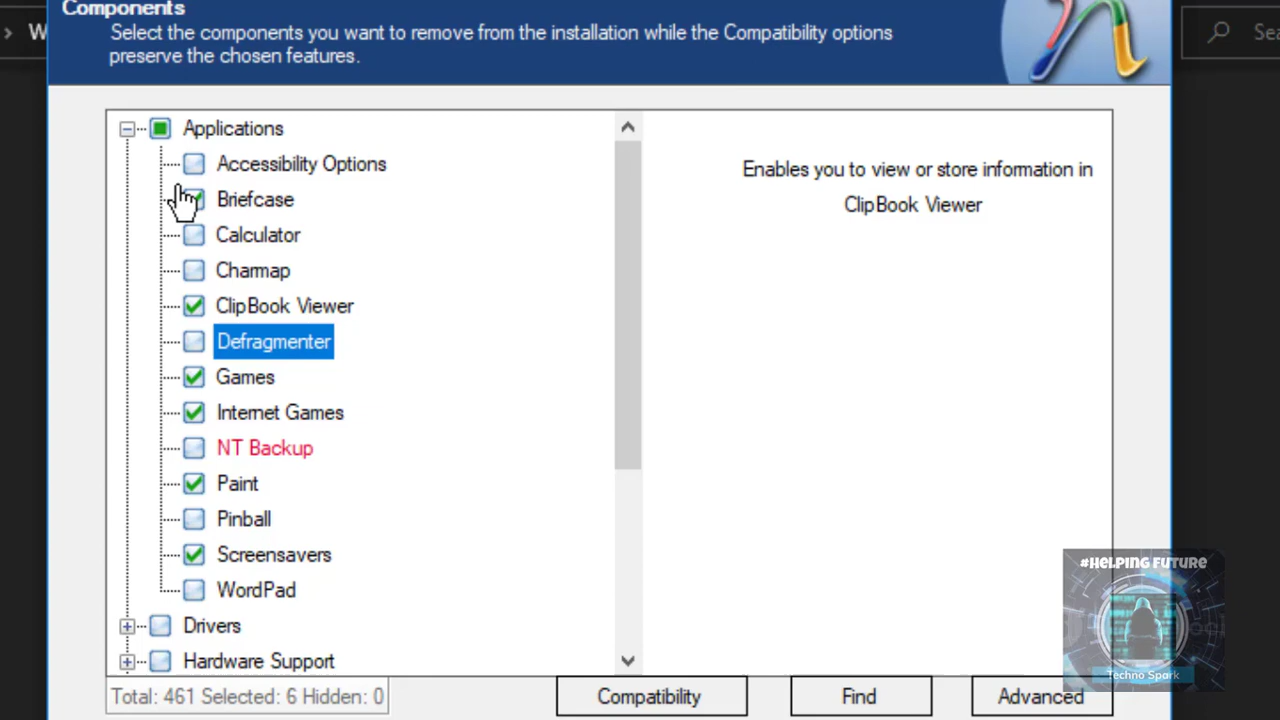 Components
Select the components you want to remove from the installation while the Compatibility options
preserve the chosen features.
W
Sea
Applications
Accessibility Options
Briefcase
Calculator
Charmap
ClipBook Viewer
Defragmenter
Games
Internet Games
NT Backup
Paint
Pinball
Screensavers
WordPad
Drivers
Hardware Support
Enables you to view or store information in
ClipBook Viewer
Total: 461 Selected: 6 Hidden: 0
Compatibility
Find
Advanced
#HELPING FUTURE
Techno Spark